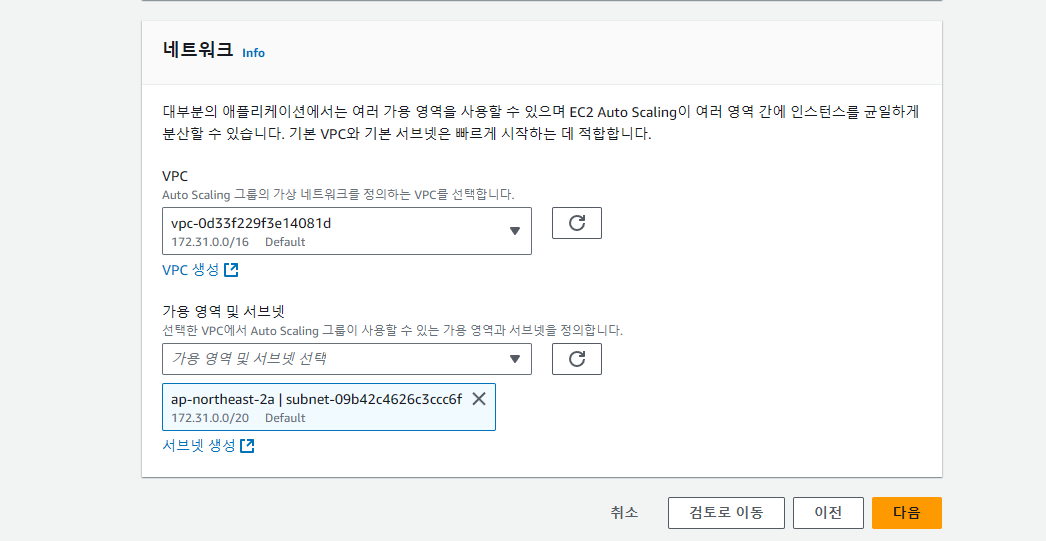 네트워크 Info
대부분의 애플리케이션에서는 여러 가용 영역을 사용할 수 있으며 EC2 Auto Scaling이 여러 영역 간에 인스턴스를 균일하게
분산할 수 있습니다. 기본 VPC와 기본 서브넷은 빠르게 시작하는 데 적합합니다.
VPC
Auto Scaling 그룹의 가상 네트워크를 정의하는 VPC를 선택합니다.
vpc-0d33f229f3e14081d
172.31.0.0/16 Default
VPC 생성
가용 영역 및 서브넷
선택한 VPC에서 Auto Scaling 그룹이 사용할 수 있는 가용 영역과 서브넷을 정의합니다.
가용 영역 및 서브넷 선택
ap-northeast-2a | subnet-09b42c4626c3ccc6f
172.31.0.0/20 Default
서브넷 생성
취소 검토로 이동 이전 다음